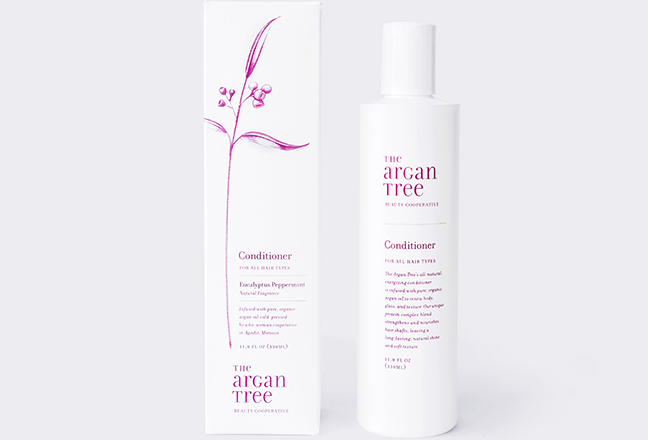 Conditioner
FOR ALL HAIR TYPES
Eucalyptus Peppermint
Natural Fragrance
Infused with pure, organic
argan oil cold-pressed
by a
women cooperative
in Agadir, Morocco
11.8 FL OZ (350ML)
THE
argan
TREE
BEAUTY COOPERATIVE
THE
argan
TREE
BEAUTY COOPERATIVE
Conditioner
FOR ALL HAIR TYPES
The Argan Tree's all-natural,
energizing conditioner
is infused with pure, organic
argan oil to renew body,
gloss, and texture. Our unique
protein complex blend
strengthens and nourishes
hair shafts, leaving a
long-lasting, natural shine
and soft texture.
11.8 FL OZ
(350ML)